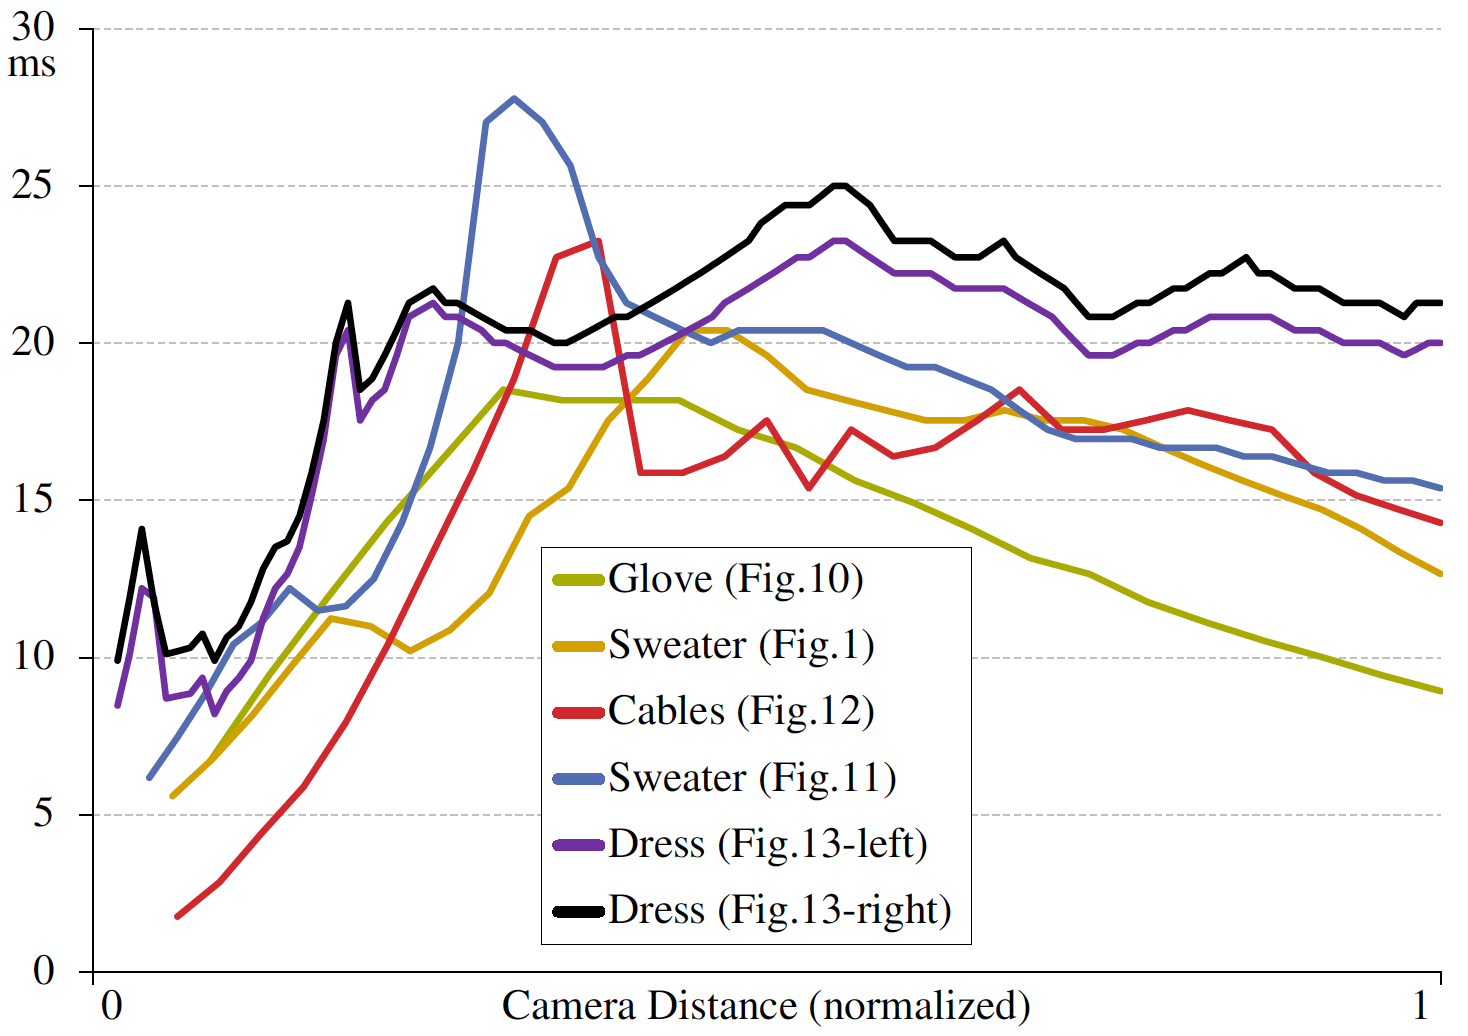 30
ms
25
20
15
10
5
0
Glove (Fig.10)
Sweater (Fig.1)
Cables (Fig.12)
Sweater (Fig.11)
Dress (Fig.13-left)
Dress (Fig.13-right)
0 Camera Distance (normalized) 1